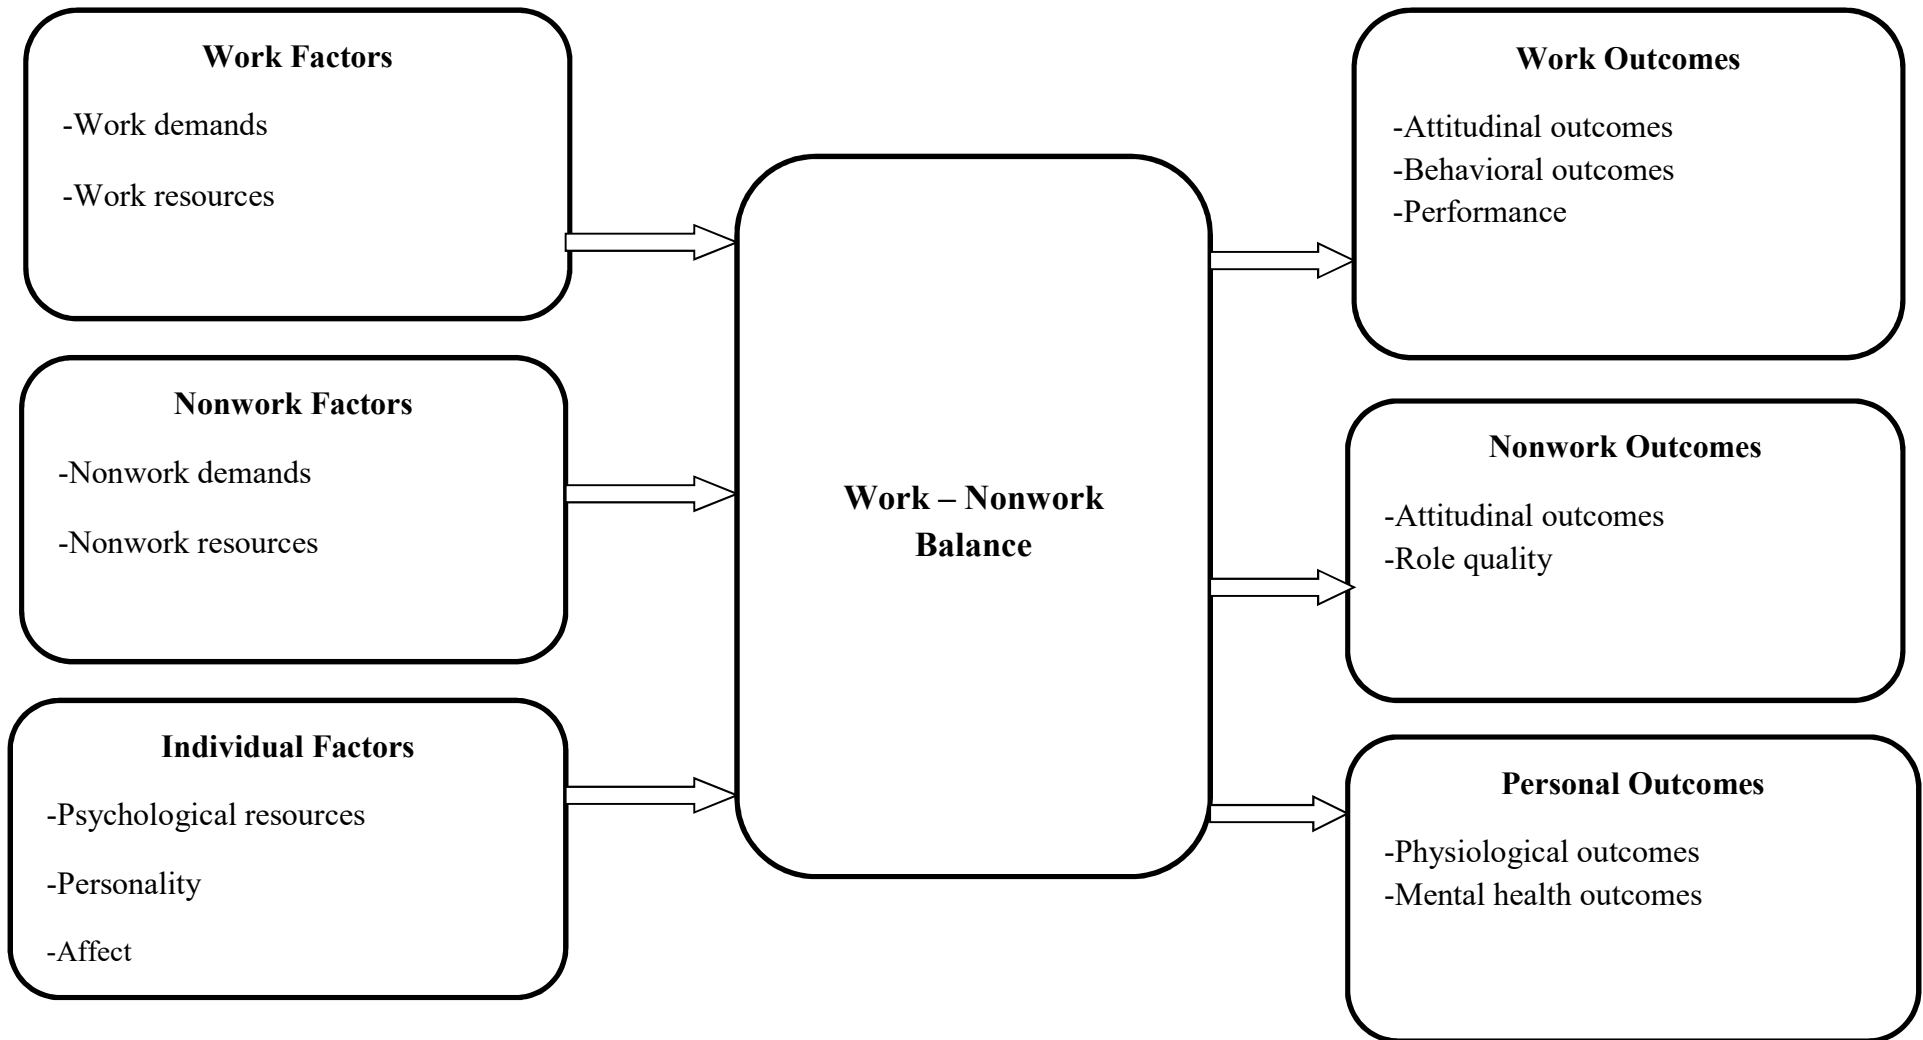 Work Factors
-Work demands
-Work resources
Nonwork Factors
-Nonwork demands
-Nonwork resources
Individual Factors
-Psychological resources
-Personality
-Affect
Work – Nonwork
Balance
Work Outcomes
-Attitudinal outcomes
-Behavioral outcomes
-Performance
Nonwork Outcomes
-Attitudinal outcomes
-Role quality
Personal Outcomes
-Physiological outcomes
-Mental health outcomes